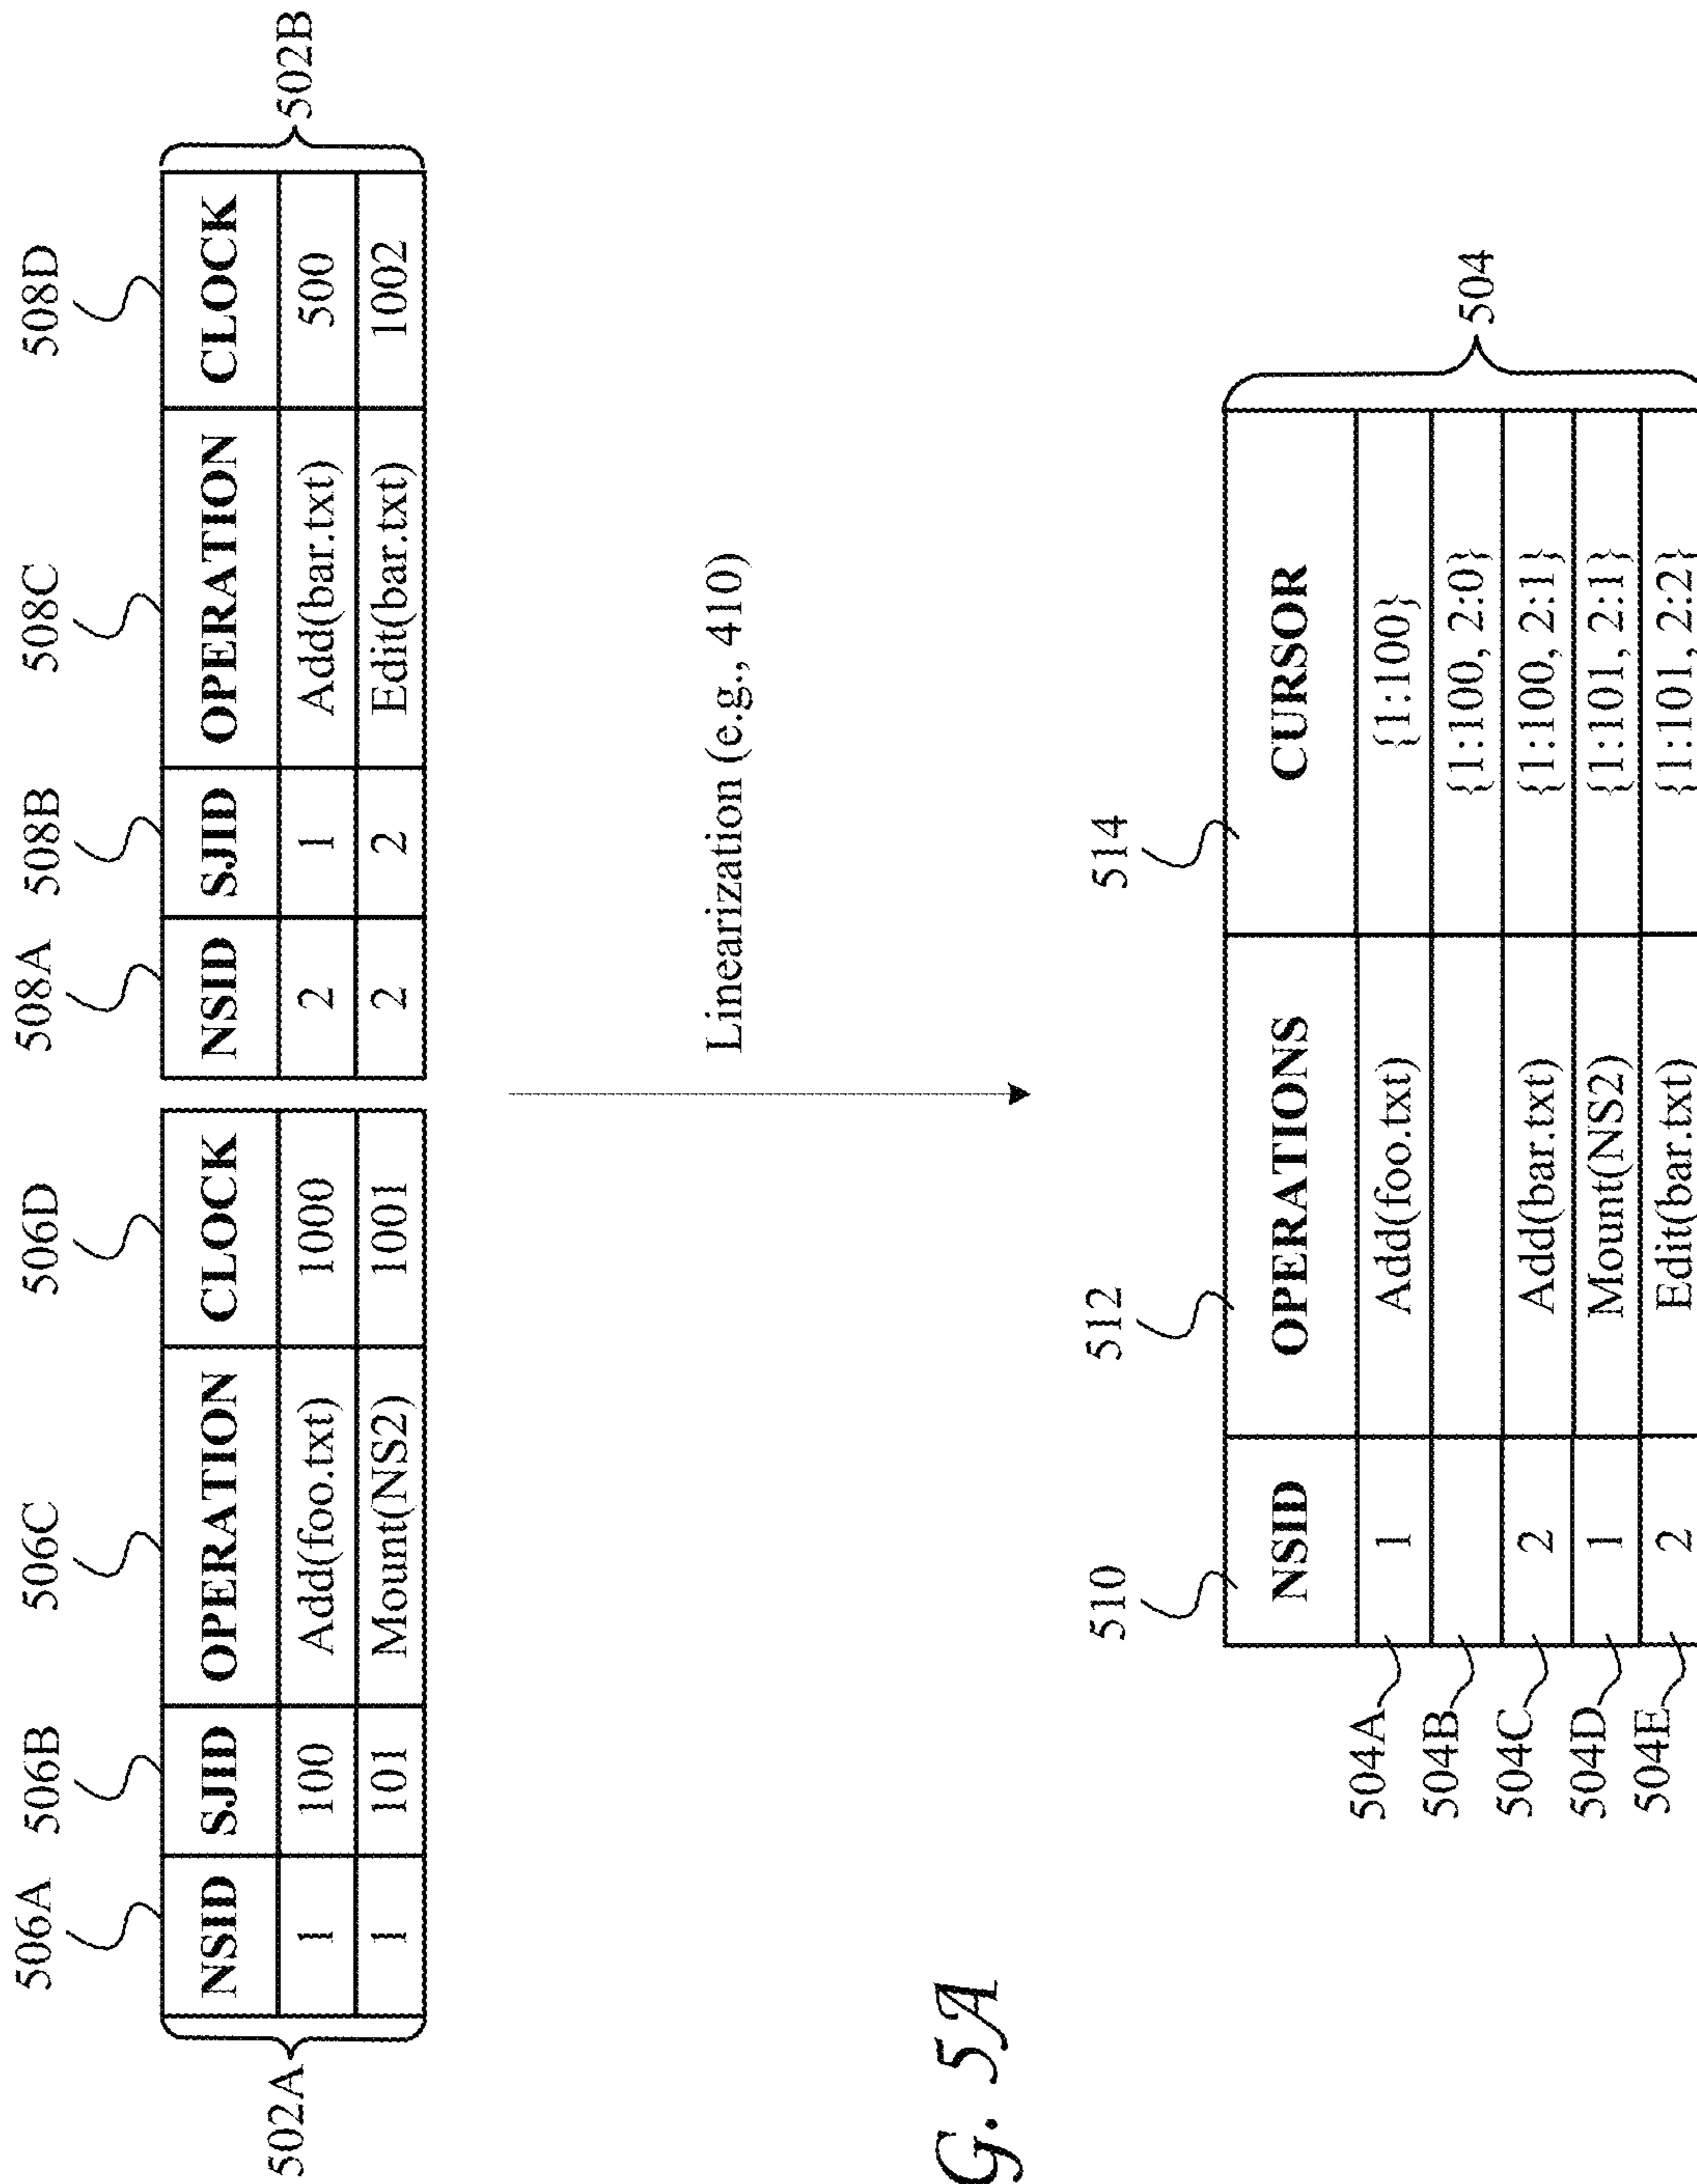 506A 506B 506C 506D 508A 508B 508C 508D
NSID SJID OPERATION CLOCK NSID SJID OPERATION CLOCK
1 100 Add(foo.txt) 1000 2 1 Add(bar.txt) 500
1 101 Mount(NS2) 1001 2 2 Edit(bar.txt) 1002
502A 502B
Linearization (e.g., 410)
G. 5A
510 512 514
NSID OPERATIONS CURSOR
504A 1 Add(foo.txt) {1:100}
504B {1:100, 2:0}
504C 2 Add(bar.txt) {1:100, 2:1}
504D 1 Mount(NS2) {1:101, 2:1}
504E 2 Edit(bar.txt) {1:101, 2:2}
504